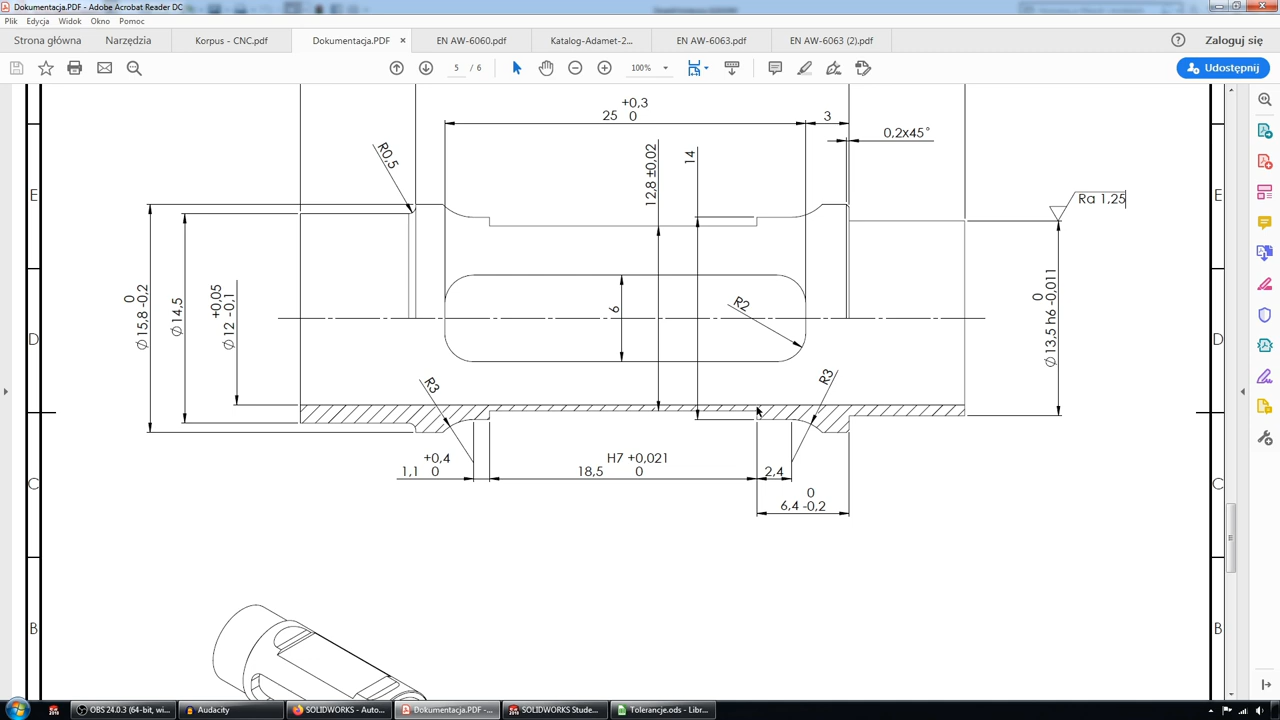 Dokumentacja.PDF - Adobe Acrobat Reader DC
Plik Edycja Widok Okno Pomoc
Strona główna Narzędzia Korpus - CNC.pdf Dokumentacja.PDF × EN AW-6060.pdf Katalog-Adamet-2... EN AW-6063.pdf EN AW-6063 (2).pdf Zaloguj się
5 / 6 100% Udostępnij
+0,3
25 0
3
0,2x45°
R0,5
12,8 ±0,02
14
E
E
Ra 1,25
0
∅15,8 -0,2
∅14,5
+0,05
∅12 -0,1
6
R2
0
∅13,5 h6 -0,011
D
D
R3
R3
+0,4
1,1 0
H7 +0,021
18,5 0
2,4
0
6,4 -0,2
C
C
B
B
OBS 24.0.3 (64-bit, wi... Audacity SOLIDWORKS - Auto... Dokumentacja.PDF -... SOLIDWORKS Stude... Tolerancje.ods - Libr...